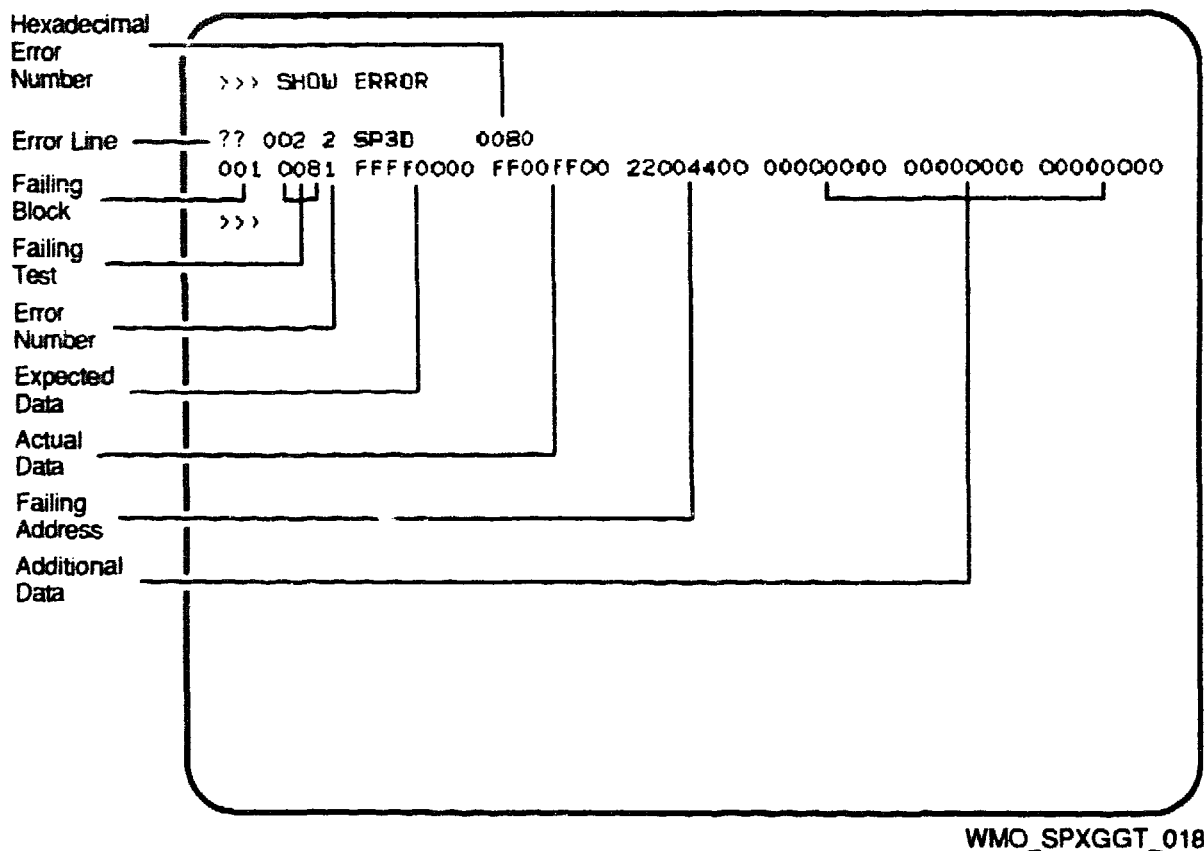 Hexadecimal
Error
Number
>>> SHOW ERROR
Error Line
?? 002 2 SP3D 0080
001 0081 FFFF0000 FF00FF00 22004400 00000000 00000000 00000000
Failing
Block
>>>
Failing
Test
Error
Number
Expected
Data
Actual
Data
Failing
Address
Additional
Data
WMO_SPXGGT_018